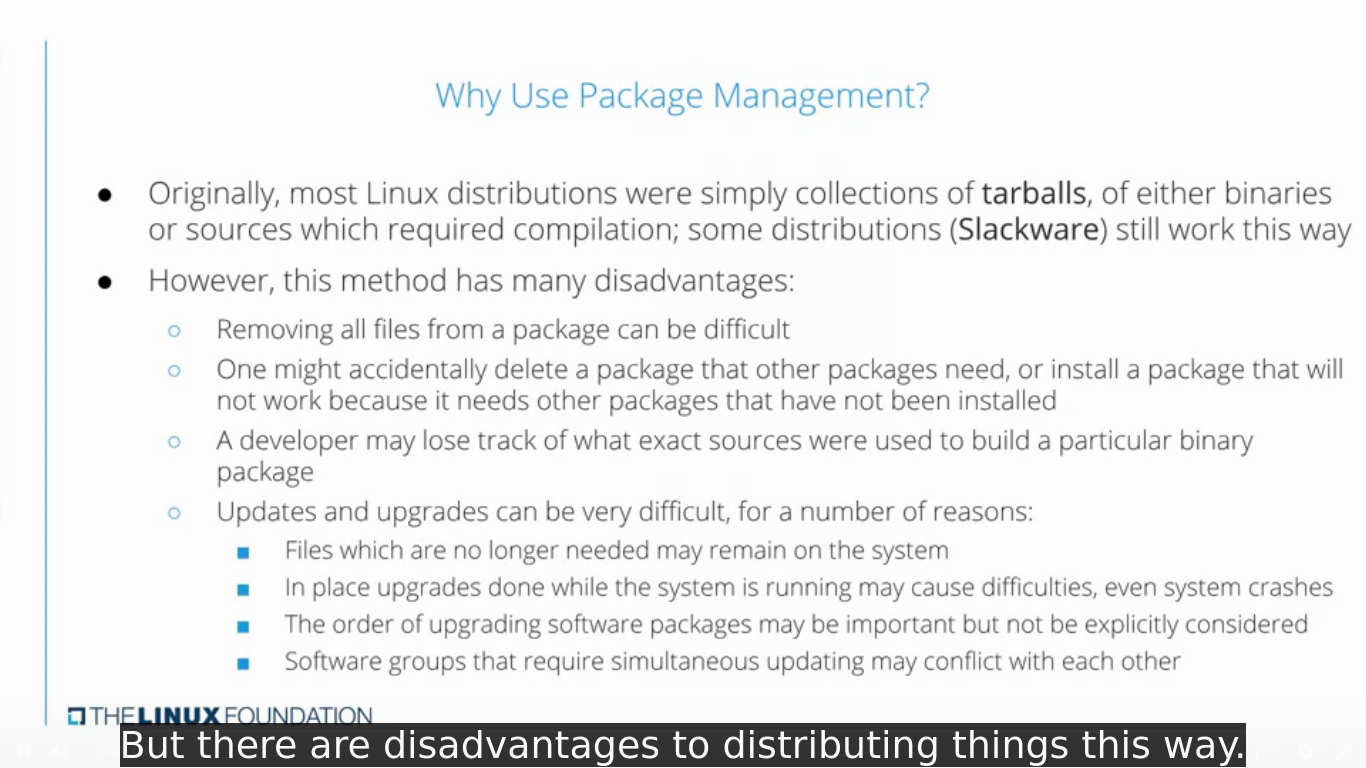 Why Use Package Management?
● Originally, most Linux distributions were simply collections of tarballs, of either binaries
or sources which required compilation; some distributions (Slackware) still work this way
● However, this method has many disadvantages:
○ Removing all files from a package can be difficult
○ One might accidentally delete a package that other packages need, or install a package that will
not work because it needs other packages that have not been installed
○ A developer may lose track of what exact sources were used to build a particular binary
package
○ Updates and upgrades can be very difficult, for a number of reasons:
■ Files which are no longer needed may remain on the system
■ In place upgrades done while the system is running may cause difficulties, even system crashes
■ The order of upgrading software packages may be important but not be explicitly considered
■ Software groups that require simultaneous updating may conflict with each other
THE LINUX FOUNDATION
But there are disadvantages to distributing things this way.